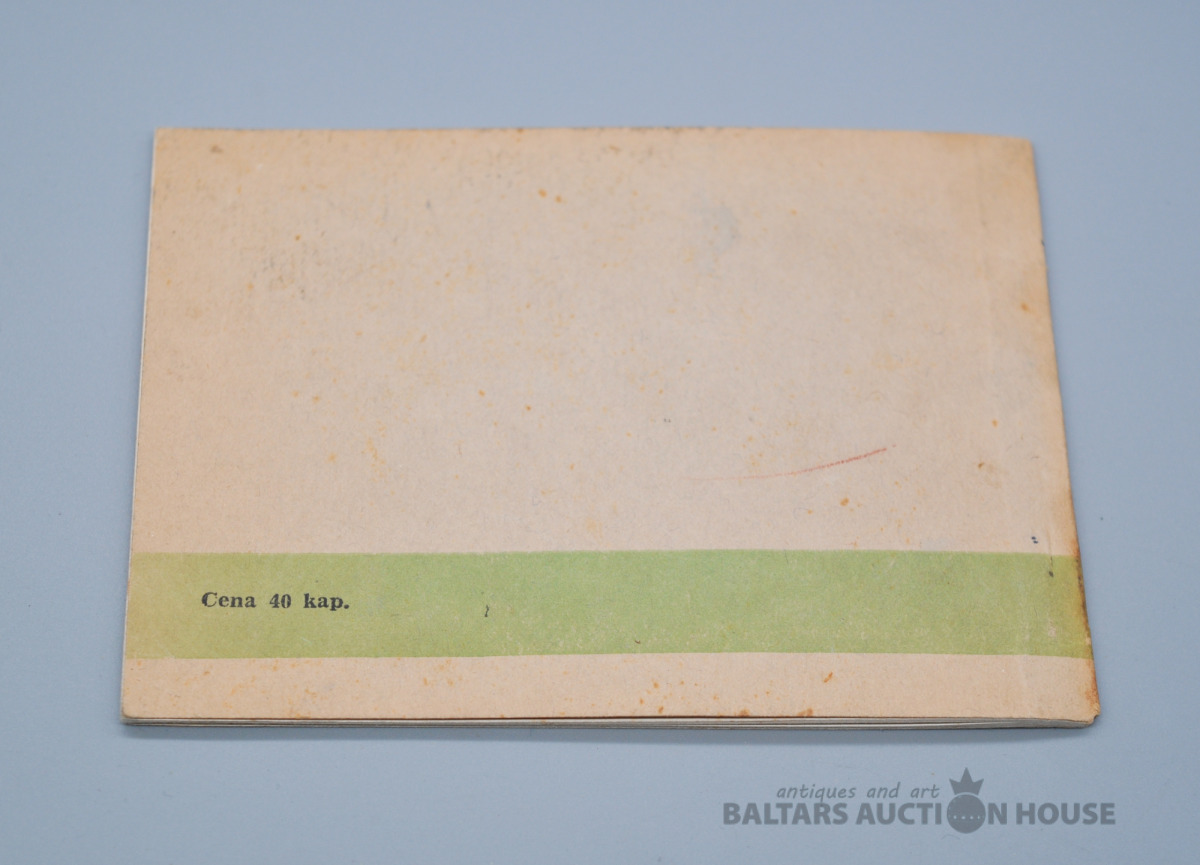 Cena 40 kap.
antiques and art
BALTARS AUCTION HOUSE